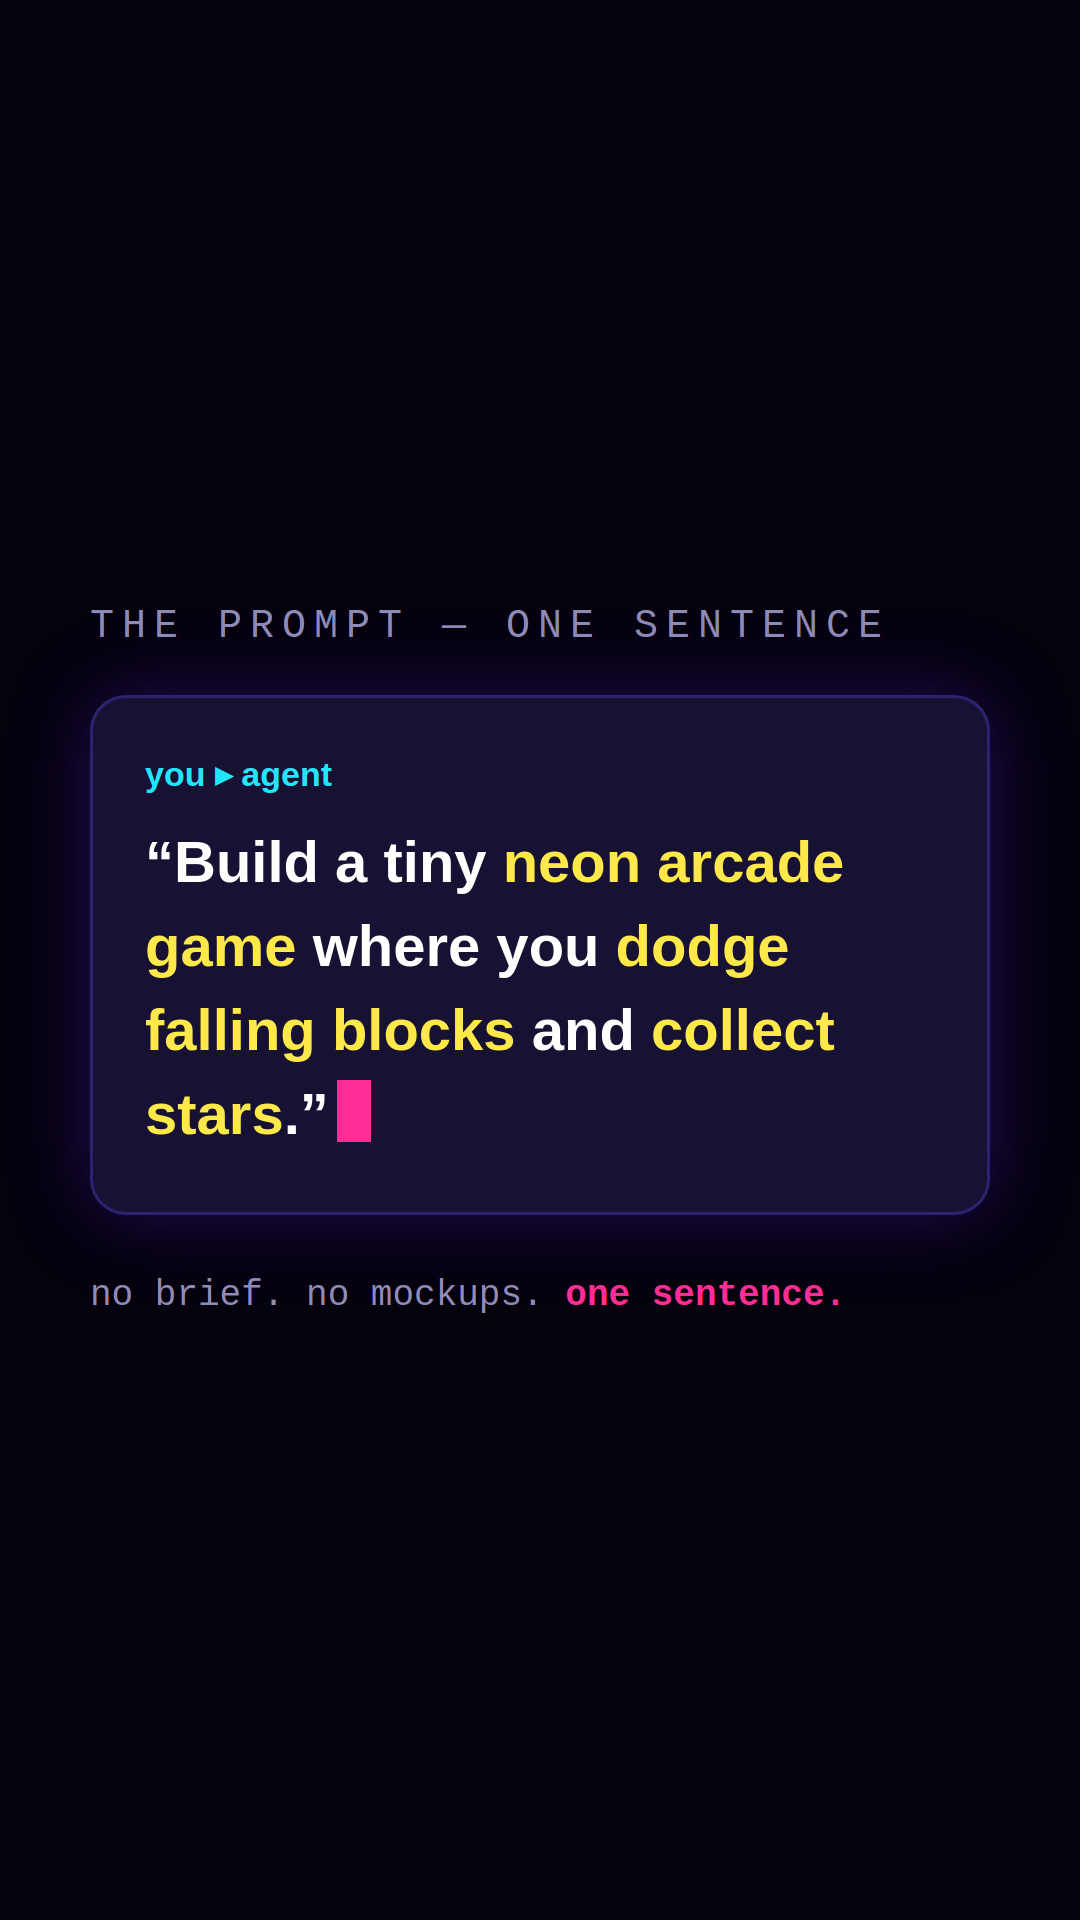 THE PROMPT — ONE SENTENCE
you ▸ agent
“Build a tiny neon arcade
game where you dodge
falling blocks and collect
stars.”
no brief. no mockups. one sentence.